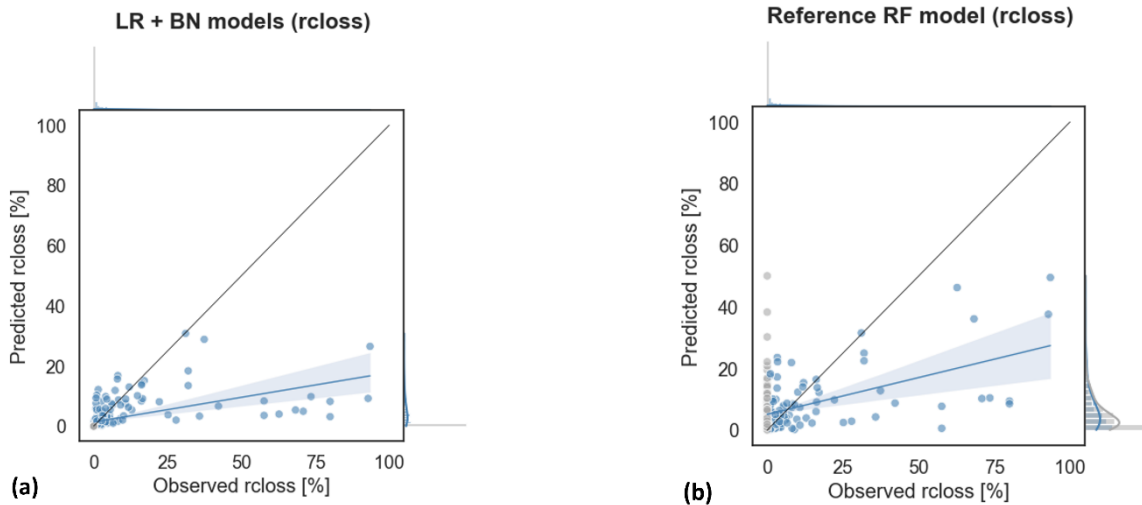 LR + BN models (rcloss)
100
80
60
40
20
0
Predicted rcloss [%]
0 25 50 75 100
Observed rcloss [%]
(a)
Reference RF model (rcloss)
100
80
60
40
20
0
Predicted rcloss [%]
0 25 50 75 100
Observed rcloss [%]
(b)